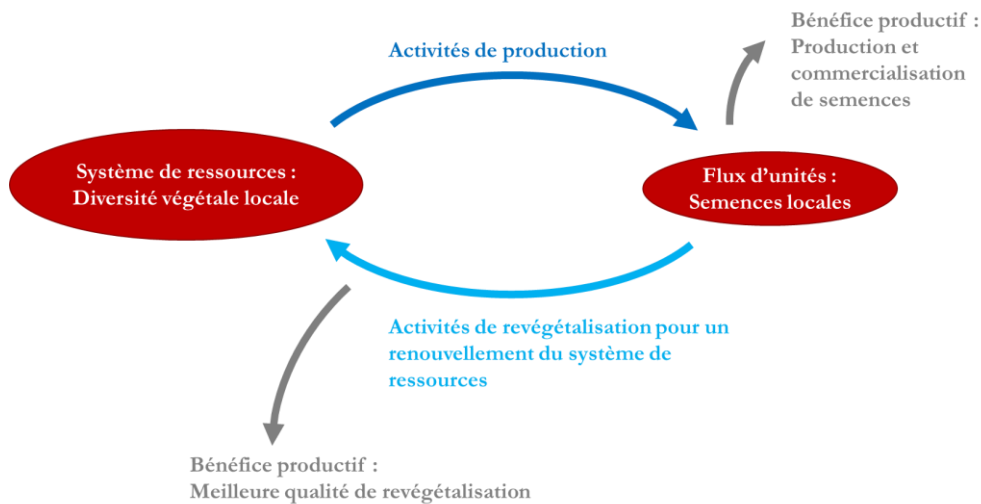 Bénéfice productif :
Production et
commercialisation
de semences
Activités de production
Système de ressources :
Diversité végétale locale
Flux d'unités :
Semences locales
Activités de revégétalisation pour un
renouvellement du système de
ressources
Bénéfice productif :
Meilleure qualité de revégétalisation